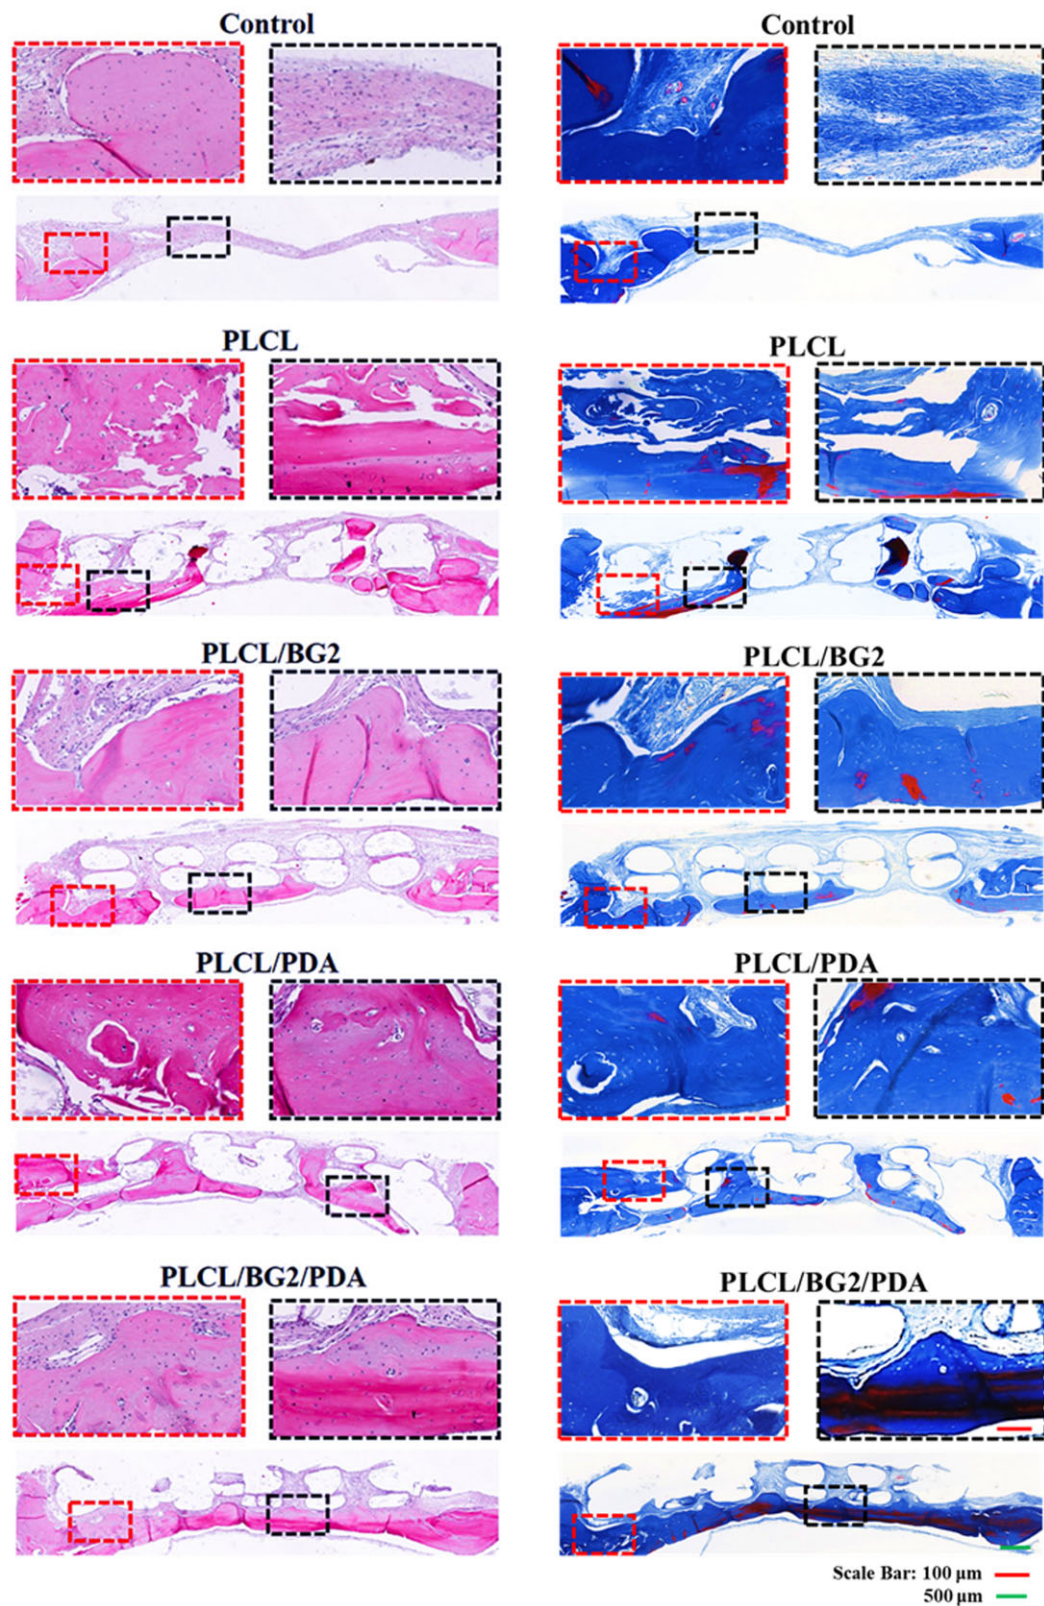 Control
Control
PLCL
PLCL
PLCL/BG2
PLCL/BG2
PLCL/PDA
PLCL/PDA
PLCL/BG2/PDA
PLCL/BG2/PDA
Scale Bar: 100 μm
500 μm